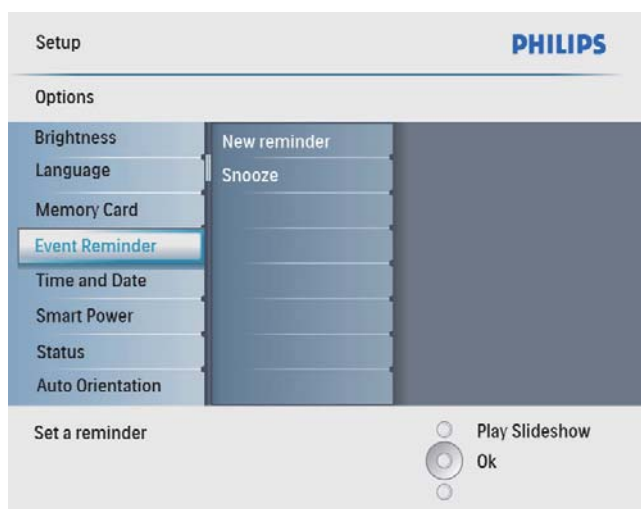 Setup
PHILIPS
Options
Brightness
Language
Memory Card
Event Reminder
Time and Date
Smart Power
Status
Auto Orientation
New reminder
Snooze
Set a reminder
Play Slideshow
Ok